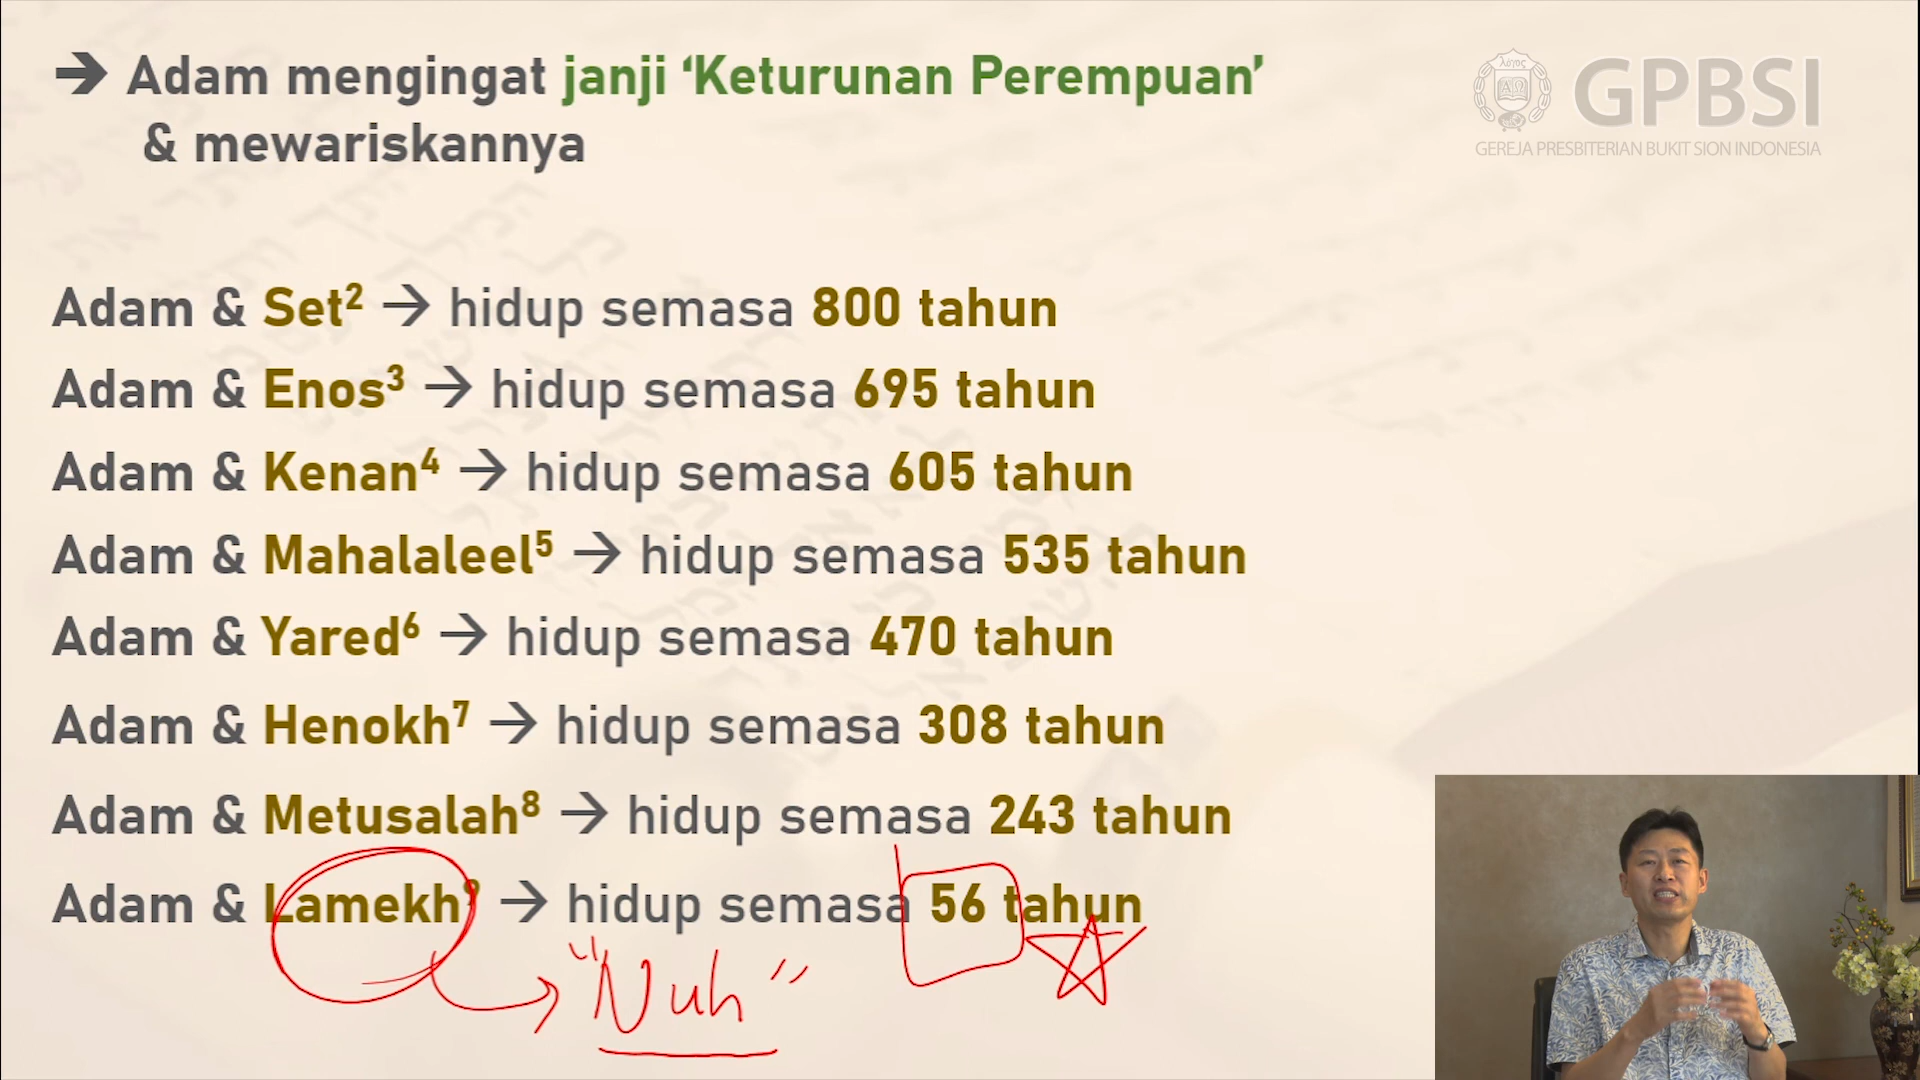 → Adam mengingat janji ‘Keturunan Perempuan’
& mewariskannya
λόγος
ΑΩ
GPBSI
GEREJA PRESBITERIAN BUKIT SION INDONESIA
Adam & Set² → hidup semasa 800 tahun
Adam & Enos³ → hidup semasa 695 tahun
Adam & Kenan⁴ → hidup semasa 605 tahun
Adam & Mahalaleel⁵ → hidup semasa 535 tahun
Adam & Yared⁶ → hidup semasa 470 tahun
Adam & Henokh⁷ → hidup semasa 308 tahun
Adam & Metusalah⁸ → hidup semasa 243 tahun
Adam & Lamekh⁹ → hidup semasa 56 tahun
"Nuh"